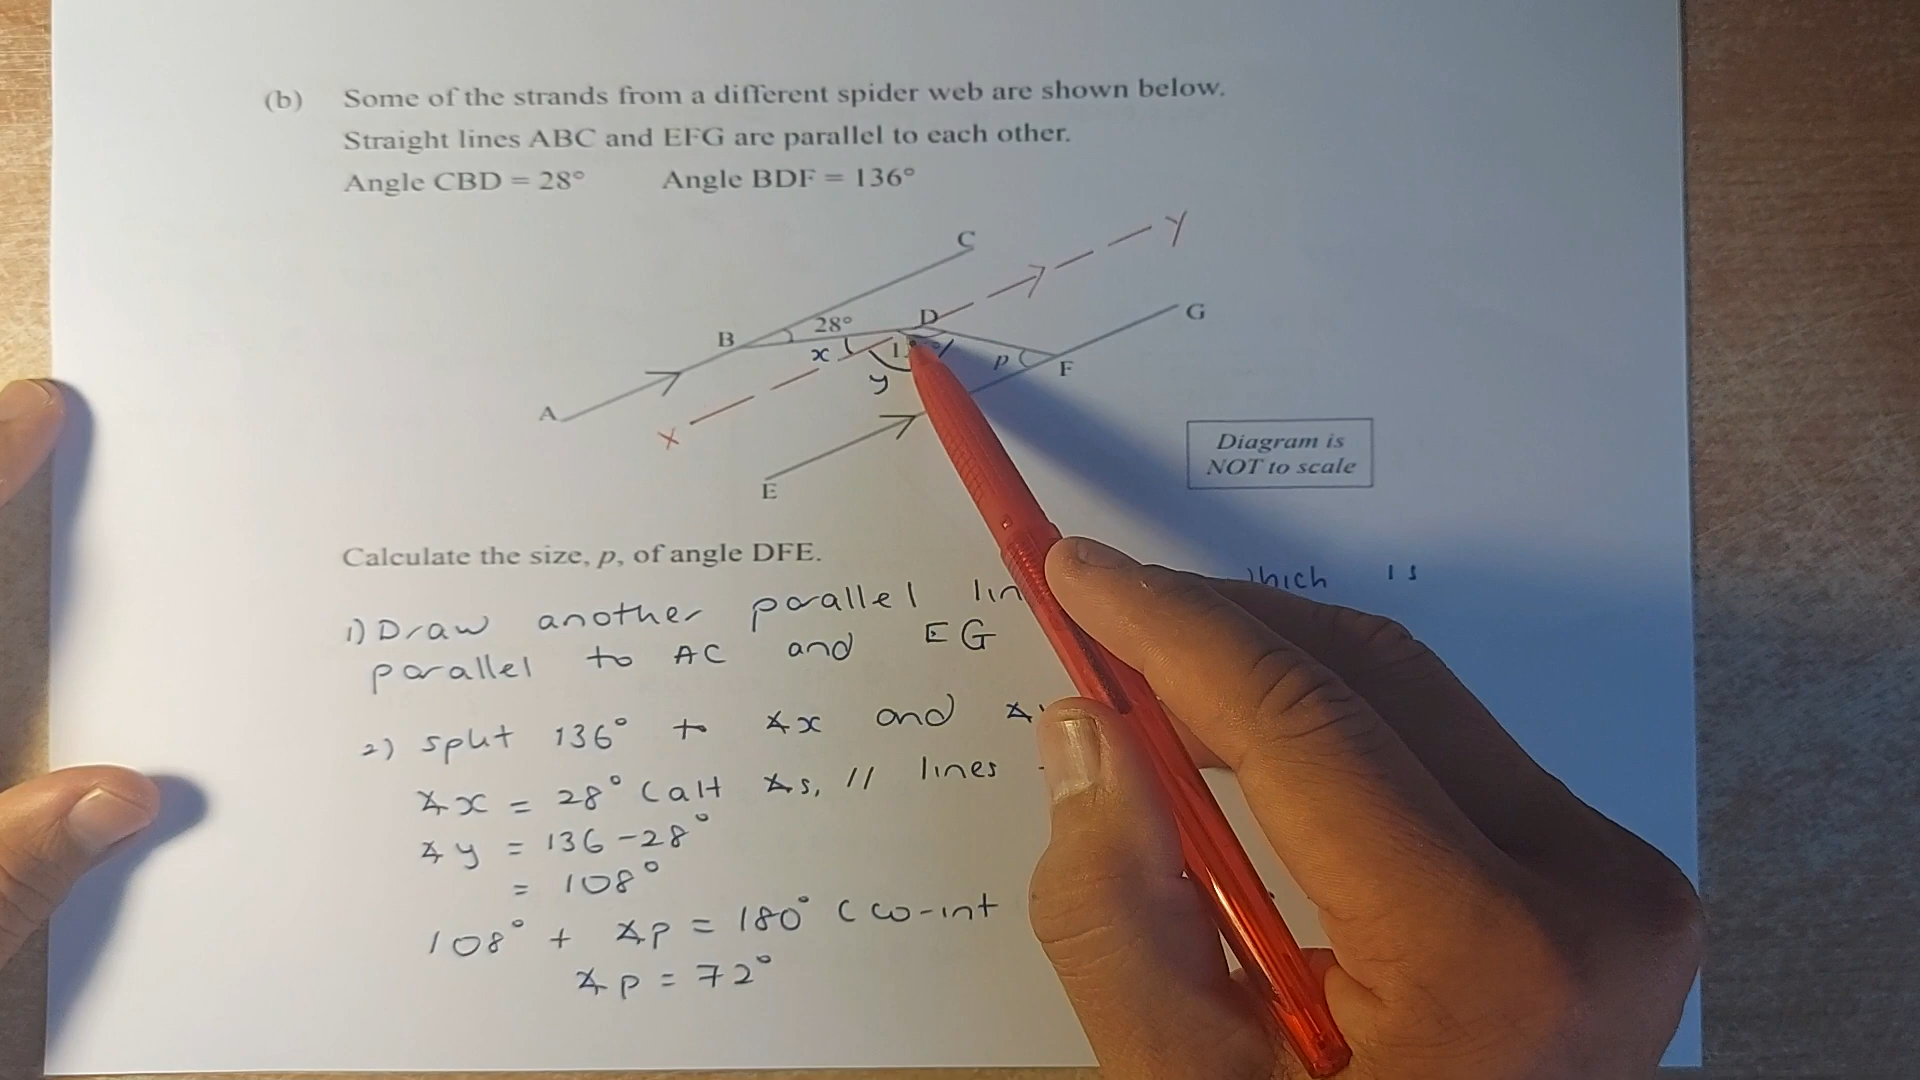 (b) Some of the strands from a different spider web are shown below.
Straight lines ABC and EFG are parallel to each other.
Angle CBD = 28° Angle BDF = 136°
Y
C
G
28°
D
B
x
p
F
y
A
X
Diagram is
NOT to scale
E
Calculate the size, p, of angle DFE.
1) Draw another parallel is
parallel to AC and EG
2) split 136° to ∡x and
∡x = 28° (alt ∡s, // lines
∡y = 136-28°
= 108°
108° + ∡p = 180° (co-int
∡p = 72°